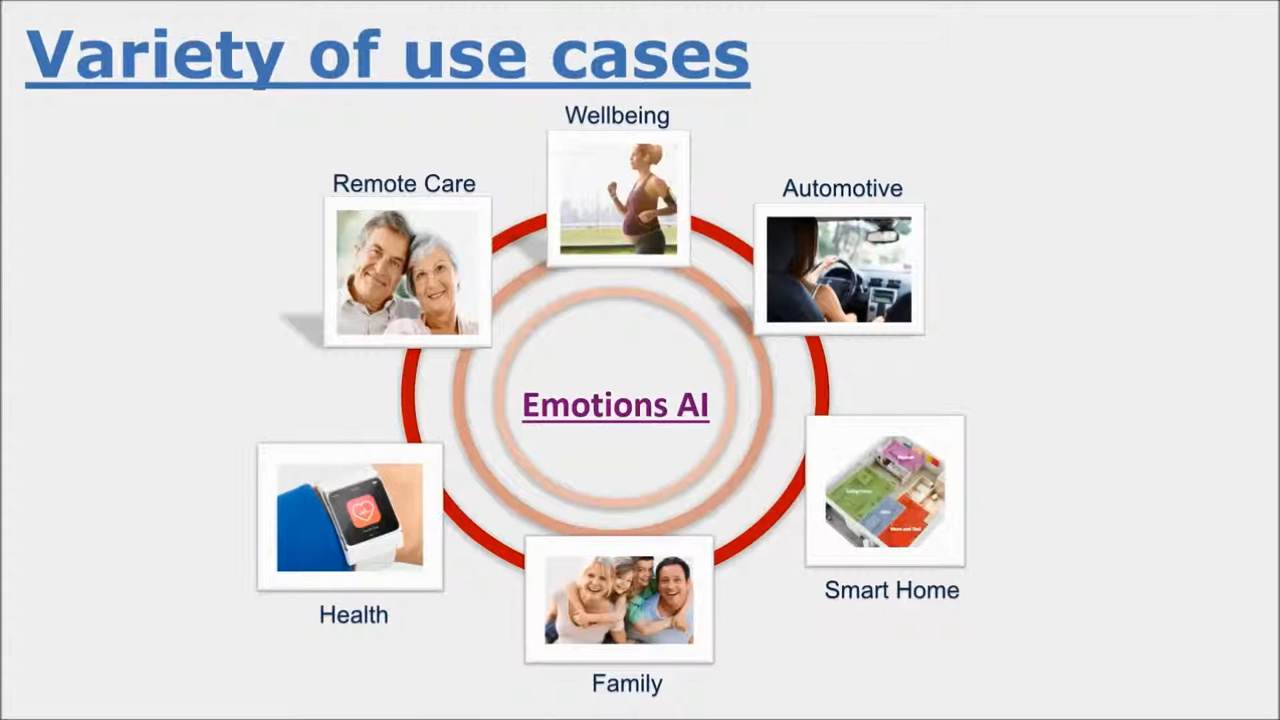 Variety of use cases
Wellbeing
Remote Care
Automotive
Emotions AI
Smart Home
Health
Family